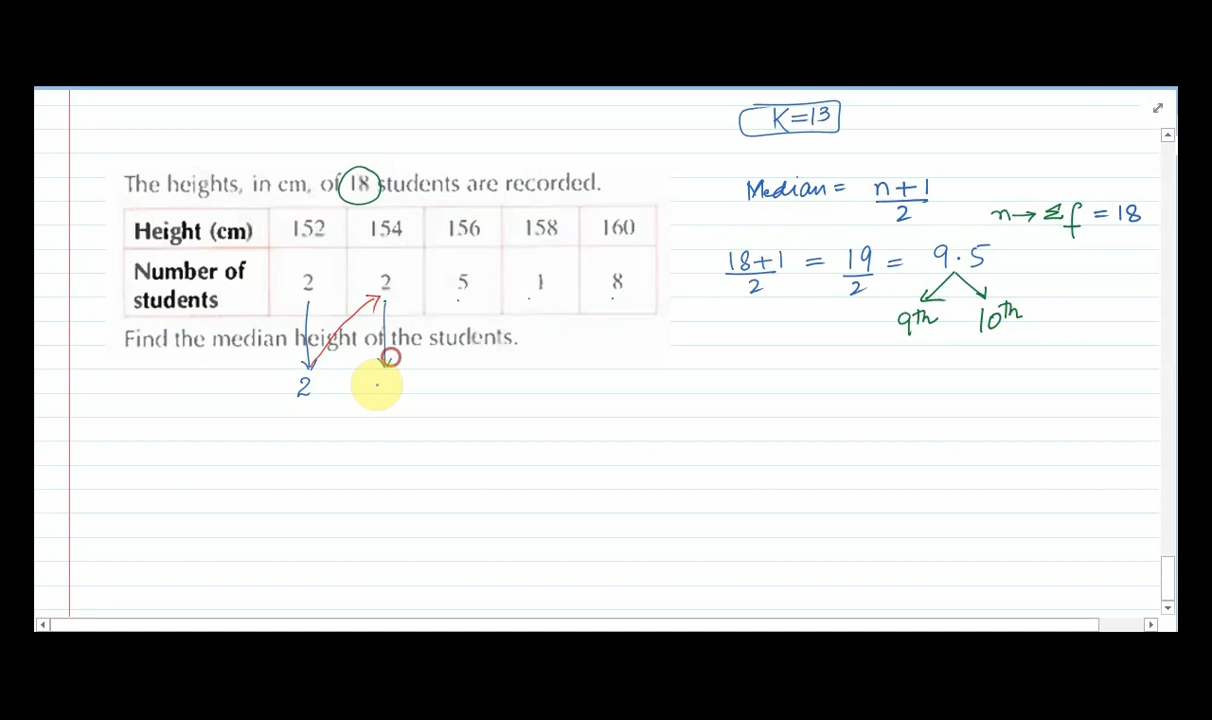 K=13
The heights, in cm, of 18 students are recorded.
Height (cm) 152 154 156 158 160
Number of students 2 2 5 1 8
Find the median height of the students.
2
Median = n+1/2
n→ Σf = 18
18+1/2 = 19/2 = 9.5
9th 10th